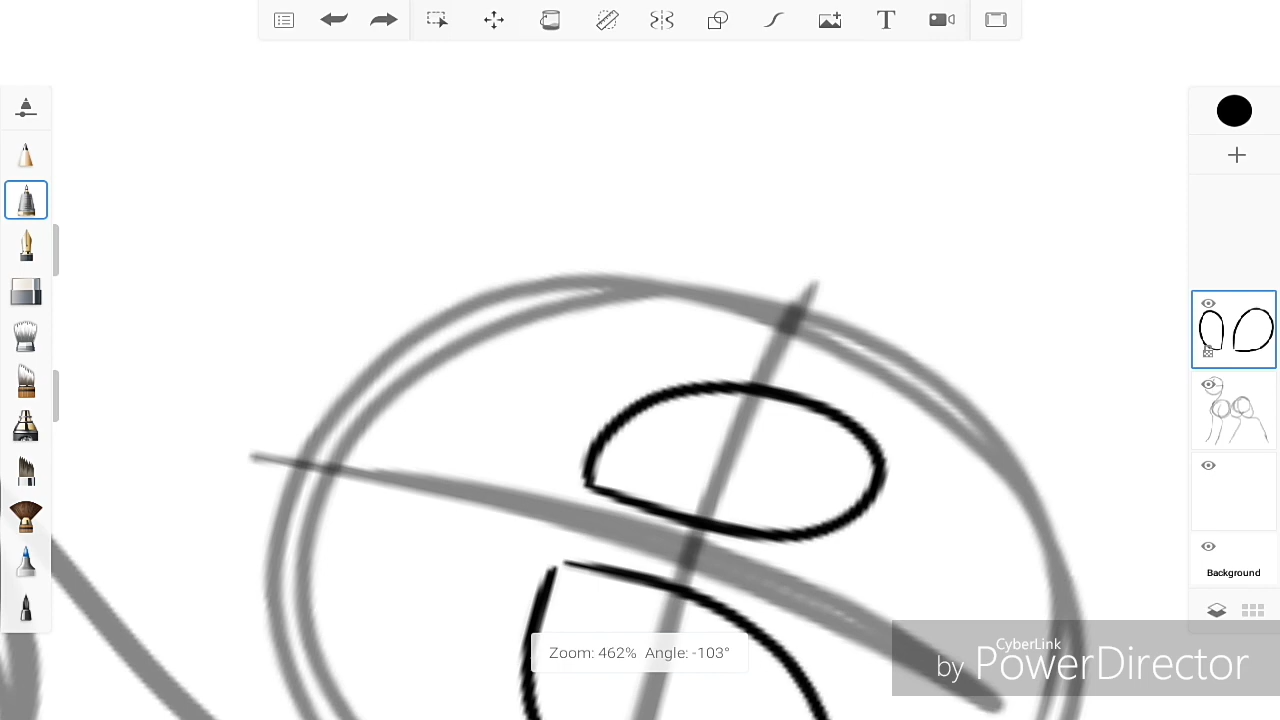 T
Background
Zoom: 462% Angle: -103°
CyberLink
by PowerDirector